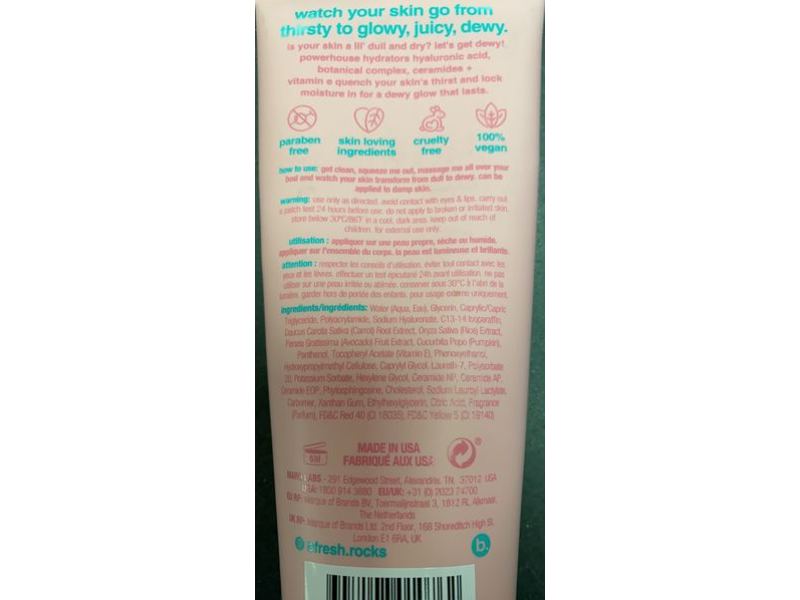 watch your skin go from
thirsty to glowy, juicy, dewy.
is your skin a lil' dull and dry? let's get dewy!
powerhouse hydrators hyaluronic acid,
botanical complex, ceramides +
vitamin e quench your skin's thirst and lock
moisture in for a dewy glow that lasts.
paraben free
skin loving ingredients
cruelty free
100% vegan
how to use: get clean, squeeze me out, massage me all over your
bod and watch your skin transform from dull to dewy. can be
applied to damp skin.
warning: use only as directed. avoid contact with eyes & lips. carry out
a patch test 24 hours before use. do not apply to broken or irritated skin.
store below 30°C/86°F in a cool, dark area. keep out of reach of
children. for external use only.
utilisation : appliquer sur une peau propre, sèche ou humide.
appliquer sur l'ensemble du corps. la peau est lumineuse et brillante.
attention : respecter les conseils d'utilisation. éviter tout contact avec les
yeux et les lèvres. effectuer un test épicutané 24h avant utilisation. ne pas
utiliser sur une peau irritée ou abîmée. conserver sous 30°C à l'abri de la
lumière. garder hors de portée des enfants. pour usage externe uniquement.
ingredients/ingrédients: Water (Aqua, Eau), Glycerin, Caprylic/Capric
Triglyceride, Polyacrylamide, Sodium Hyaluronate, C13-14 Isoparaffin,
Daucus Carota Sativa (Carrot) Root Extract, Oryza Sativa (Rice) Extract,
Persea Gratissima (Avocado) Fruit Extract, Cucurbita Pepo (Pumpkin),
Panthenol, Tocopheryl Acetate (Vitamin E), Phenoxyethanol,
Hydroxypropylmethyl Cellulose, Caprylyl Glycol, Laureth-7, Polysorbate
20, Potassium Sorbate, Hexylene Glycol, Ceramide NP, Ceramide AP,
Ceramide EOP, Phytosphingosine, Cholesterol, Sodium Lauroyl Lactylate,
Carbomer, Xanthan Gum, Ethylhexylglycerin, Citric Acid, Fragrance
(Parfum), FD&C Red 40 (CI 16035), FD&C Yellow 5 (CI 19140)
6M
MADE IN USA
FABRIQUÉ AUX USA
LABS - 291 Edgewood Street, Alexandria, TN, 37012 USA
USA: 1800 914 3680 EU/UK: +31 (0) 2023 74700
EU RP: Marque of Brands BV, Toermalijnstraat 3, 1812 RL Alkmaar,
The Netherlands
UK RP: Marque of Brands Ltd. 2nd Floor, 168 Shoreditch High St.
London E1 6RA, UK
fresh.rocks
b.